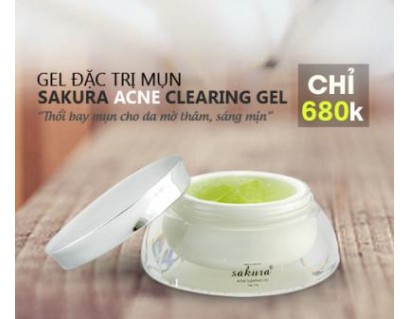 GEL ĐẶC TRỊ MỤN
SAKURA ACNE CLEARING GEL
"Thổi bay mụn cho da mờ thâm, sáng mịn"
CHỈ
680k
sakura